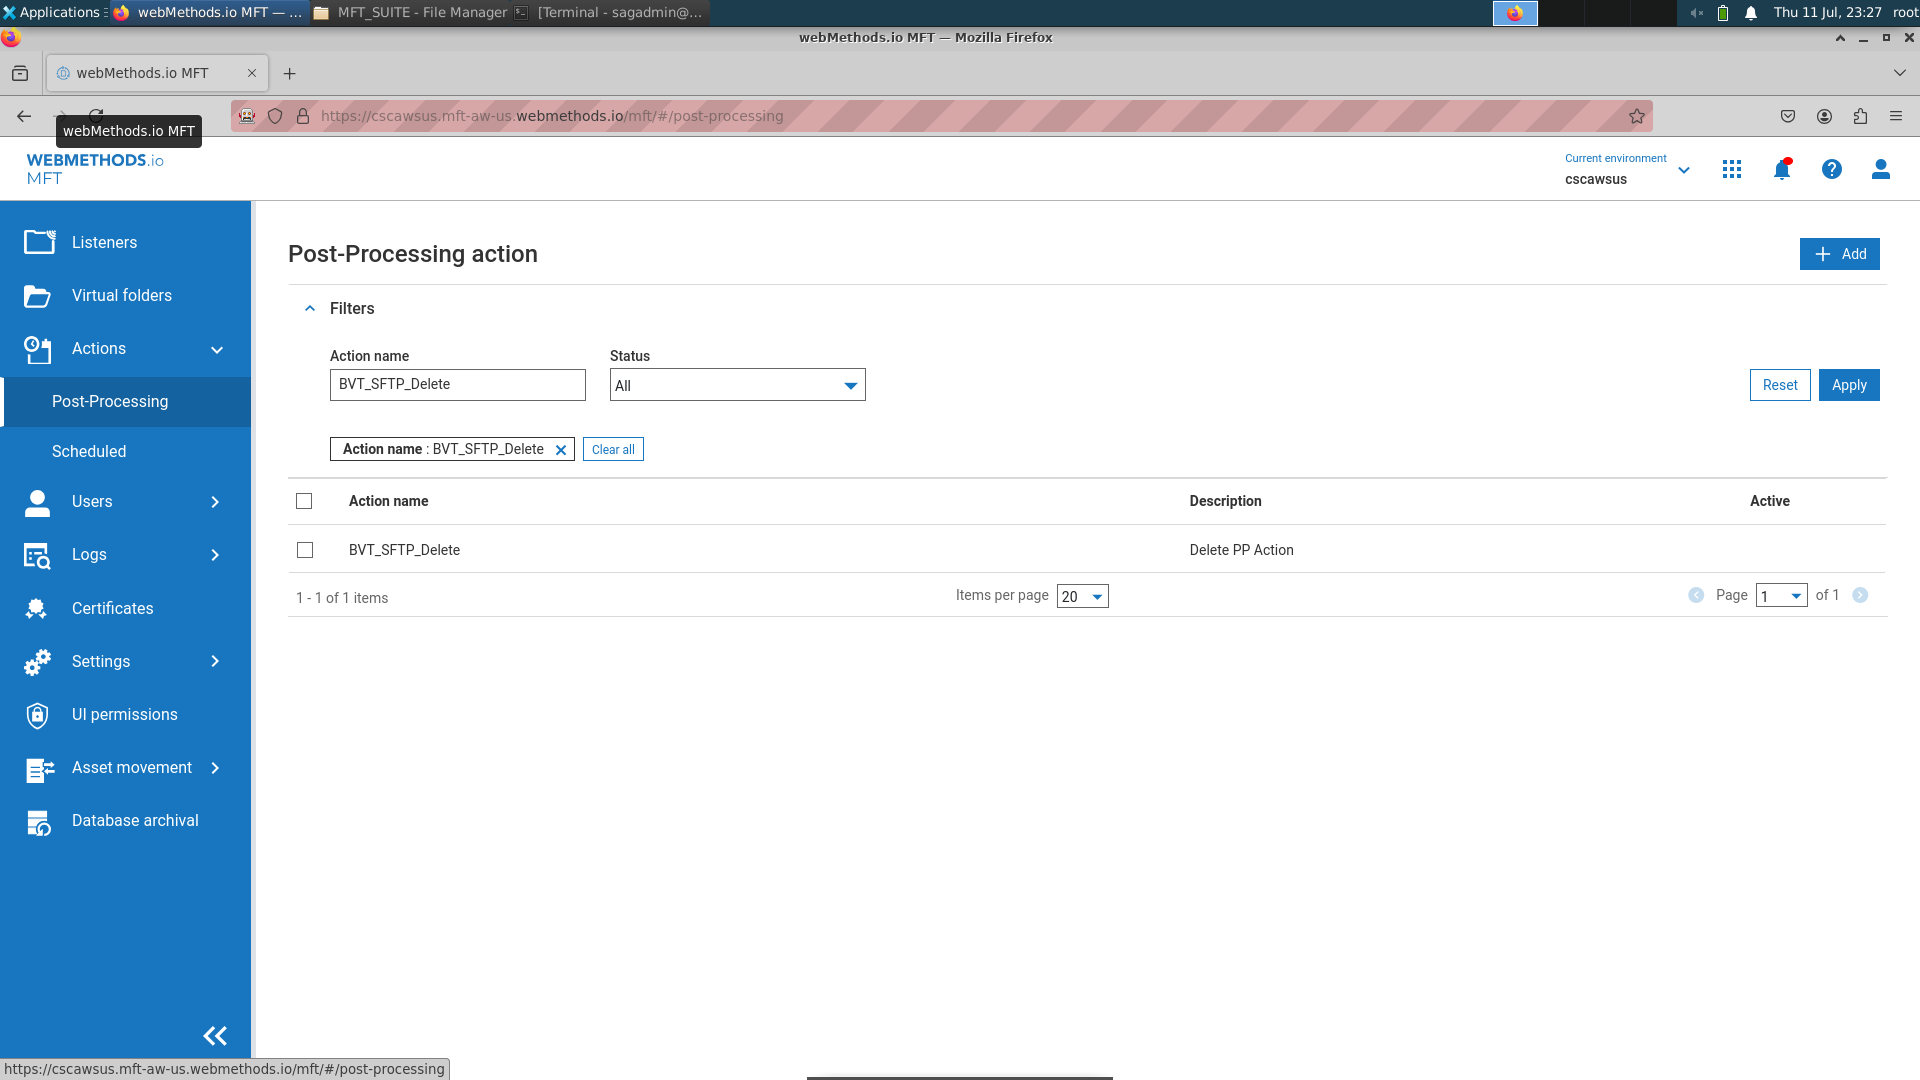 Applications
webMethods.io MFT — ...
MFT_SUITE - File Manager
[Terminal - sagadmin@...
Thu 11 Jul, 23:27
root
webMethods.io MFT — Mozilla Firefox
webMethods.io MFT
https://cscawsus.mft-aw-us.webmethods.io/mft/#/post-processing
webMethods.io MFT
WEBMETHODS.io
MFT
Current environment
cscawsus
Listeners
Virtual folders
Actions
Post-Processing
Scheduled
Users
Logs
Certificates
Settings
UI permissions
Asset movement
Database archival
Post-Processing action
Add
Filters
Action name
Status
BVT_SFTP_Delete
All
Reset
Apply
Action name : BVT_SFTP_Delete
Clear all
Action name
Description
Active
BVT_SFTP_Delete
Delete PP Action
1 - 1 of 1 items
Items per page 20
Page 1 of 1
https://cscawsus.mft-aw-us.webmethods.io/mft/#/post-processing